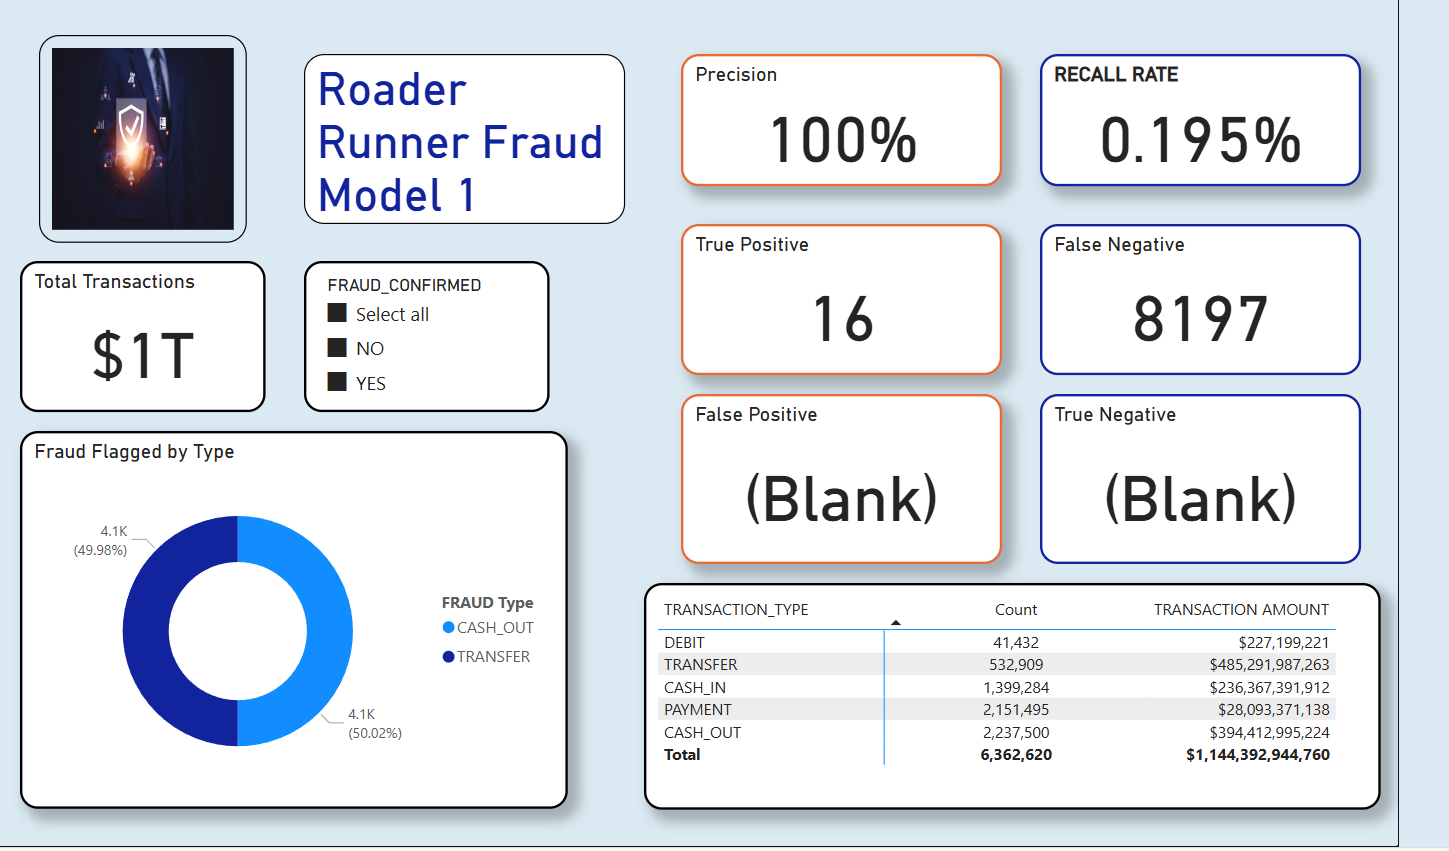 Roader
Runner Fraud
Model 1
Precision
100%
RECALL RATE
0.195%
True Positive
16
False Negative
8197
Total Transactions
$1T
FRAUD_CONFIRMED
Select all
NO
YES
False Positive
(Blank)
True Negative
(Blank)
Fraud Flagged by Type
4.1K
(49.98%)
4.1K
(50.02%)
FRAUD Type
CASH_OUT
TRANSFER
TRANSACTION_TYPE Count TRANSACTION AMOUNT
DEBIT 41,432 $227,199,221
TRANSFER 532,909 $485,291,987,263
CASH_IN 1,399,284 $236,367,391,912
PAYMENT 2,151,495 $28,093,371,138
CASH_OUT 2,237,500 $394,412,995,224
Total 6,362,620 $1,144,392,944,760